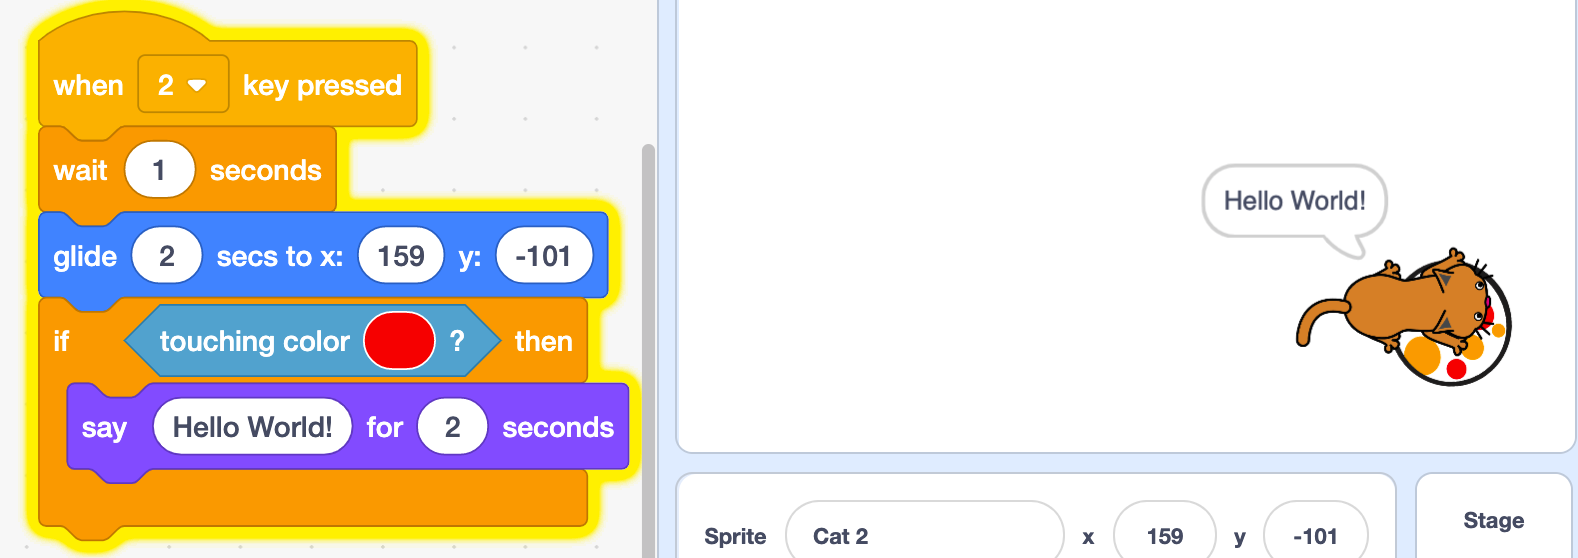 when 2 key pressed
wait 1 seconds
glide 2 secs to x: 159 y: -101
if touching color ? then
say Hello World! for 2 seconds
Hello World!
Sprite Cat 2 x 159 y -101
Stage